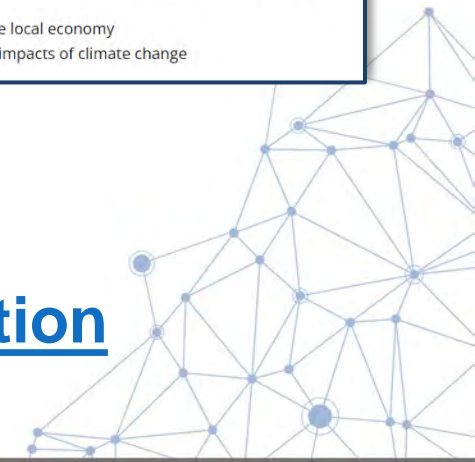 e local economy
impacts of climate change
tion